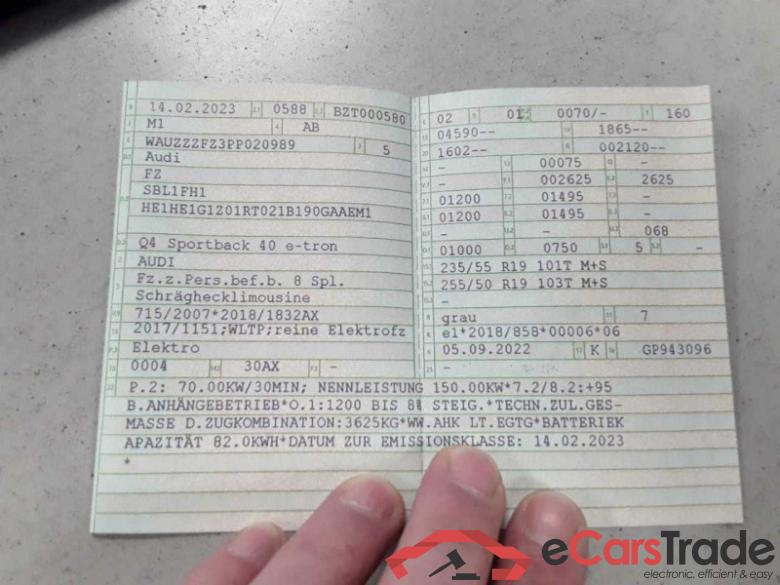 14.02.2023 0588 BZT000580
M1 AB
WAUZZZFZ3PP020989 5
Audi
FZ
SBL1FH1
HE1HE1G1Z01RT021B190GAAEM1
Q4 Sportback 40 e-tron
AUDI
Fz.z.Pers.bef.b. 8 Spl.
Schräghecklimousine
715/2007*2018/1832AX
2017/1151;WLTP;reine Elektrofz
Elektro
0004 30AX
02 01 0070/- 160
04590-- 1865--
1602-- 002120--
- 00075 -
- 002625 2625
01200 01495 -
01200 01495 -
- - 068
01000 0750 5 -
235/55 R19 101T M+S
255/50 R19 103T M+S
-
grau 7
e1*2018/858*00006*06
05.09.2022 K GP943096
-
P.2: 70.00KW/30MIN; NENNLEISTUNG 150.00KW*7.2/8.2:+95
B.ANHÄNGEBETRIEB*O.1:1200 BIS 8% STEIG.*TECHN.ZUL.GES-
MASSE D.ZUGKOMBINATION:3625KG*WW.AHK LT.EGTG*BATTERIEK
APAZITÄT 82.0KWH*DATUM ZUR EMISSIONSKLASSE: 14.02.2023
*
eCarsTrade
electronic, efficient & easy